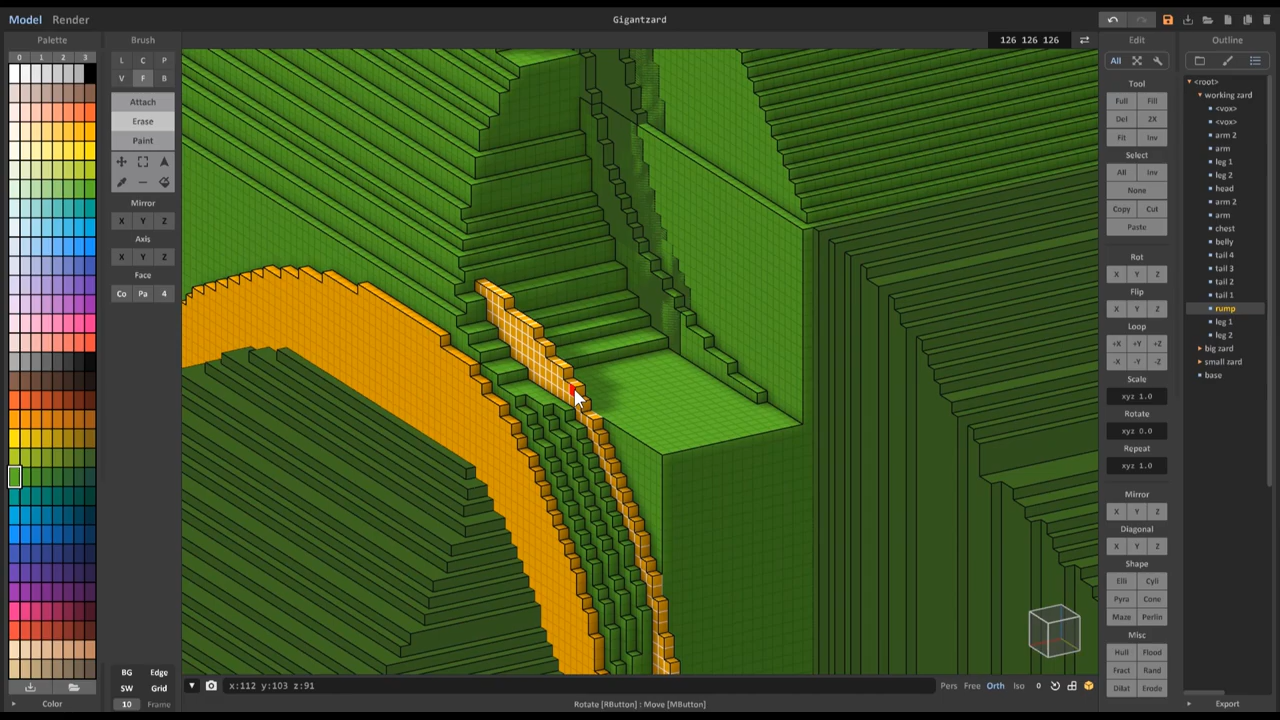 Model Render
Gigantzard
Palette
Brush
126 126 126
Edit
Outline
0 1 2 3
L C P
V F B
Attach
Erase
Paint
Mirror
X Y Z
Axis
X Y Z
Face
Co Pa 4
All
Tool
Full Fill
Del 2X
Fit Inv
Select
All Inv
None
Copy Cut
Paste
Rot
X Y Z
Flip
X Y Z
Loop
+X +Y +Z
-X -Y -Z
Scale
xyz 1.0
Rotate
xyz 0.0
Repeat
xyz 1.0
Mirror
X Y Z
Diagonal
X Y Z
Shape
Elli Cyli
Pyra Cone
Maze Perlin
Misc
Hull Flood
Fract Rand
Dilat Erode
<root>
working zard
<vox>
<vox>
arm 2
arm
leg 1
leg 2
head
arm 2
arm
chest
belly
tail 4
tail 3
tail 2
tail 1
rump
leg 1
leg 2
big zard
small zard
base
BG Edge
SW Grid
10 Frame
x:112 y:103 z:91
Pers Free Orth Iso 0
Color
Rotate [RButton] : Move [MButton]
Export